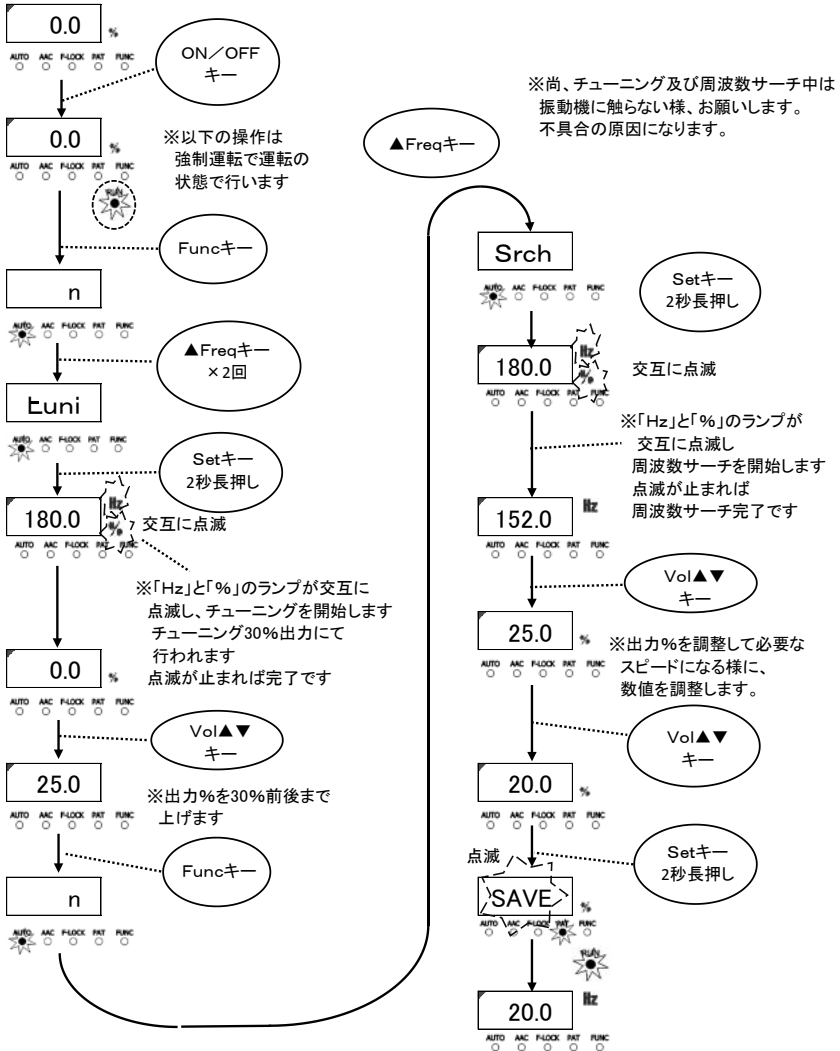 0.0 %
AUTO AAC F-LOCK PAT FUNC
ON／OFF
キー
0.0 %
AUTO AAC F-LOCK PAT FUNC
RUN
※以下の操作は
強制運転で運転の
状態で行います
Funcキー
n
AUTO AAC F-LOCK PAT FUNC
▲Freqキー
×2回
tuni
AUTO AAC F-LOCK PAT FUNC
Setキー
2秒長押し
180.0 Hz %
交互に点滅
AUTO AAC F-LOCK PAT FUNC
※「Hz」と「%」のランプが交互に
点滅し、チューニングを開始します
チューニング30%出力にて
行われます
点滅が止まれば完了です
0.0 %
AUTO AAC F-LOCK PAT FUNC
Vol▲▼
キー
25.0
AUTO AAC F-LOCK PAT FUNC
※出力%を30%前後まで
上げます
Funcキー
n
AUTO AAC F-LOCK PAT FUNC
▲Freqキー
※尚、チューニング及び周波数サーチ中は
振動機に触らない様、お願いします。
不具合の原因になります。
Srch
AUTO AAC F-LOCK PAT FUNC
Setキー
2秒長押し
180.0 Hz %
交互に点滅
AUTO AAC F-LOCK PAT FUNC
※「Hz」と「%」のランプが
交互に点滅し
周波数サーチを開始します
点滅が止まれば
周波数サーチ完了です
152.0 Hz
AUTO AAC F-LOCK PAT FUNC
Vol▲▼
キー
25.0 %
AUTO AAC F-LOCK PAT FUNC
※出力%を調整して必要な
スピードになる様に、
数値を調整します。
Vol▲▼
キー
20.0 %
AUTO AAC F-LOCK PAT FUNC
Setキー
2秒長押し
点滅
SAVE %
AUTO AAC F-LOCK PAT FUNC
RUN
20.0 Hz
AUTO AAC F-LOCK PAT FUNC